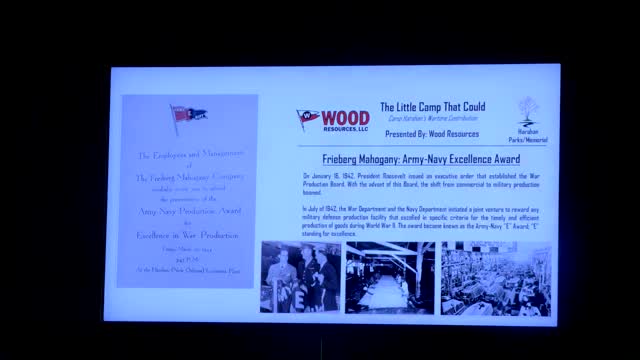 The Employees and Management
of
The Freiberg Mahogany Company
cordially invite you to attend
the presentation of the
Army-Navy Production Award
for
Excellence in War Production
2:45 P.M.
At the Harahan (New Orleans) Louisiana Plant
WOOD
RESOURCES, LLC
The Little Camp That Could
Camp Harahan's Wartime Contribution
Presented By: Wood Resources
Harahan
Parks/Memorial
Frieberg Mahogany: Army-Navy Excellence Award
On January 16, 1942, President Roosevelt issued an executive order that established the War
Production Board. With the advent of this Board, the shift from commercial to military production
boomed.
In July of 1942, the War Department and the Navy Department initiated a joint venture to reward any
military defense production facility that excelled in specific criteria for the timely and efficient
production of goods during World War II. The award became known as the Army-Navy "E" Award; "E"
standing for excellence.